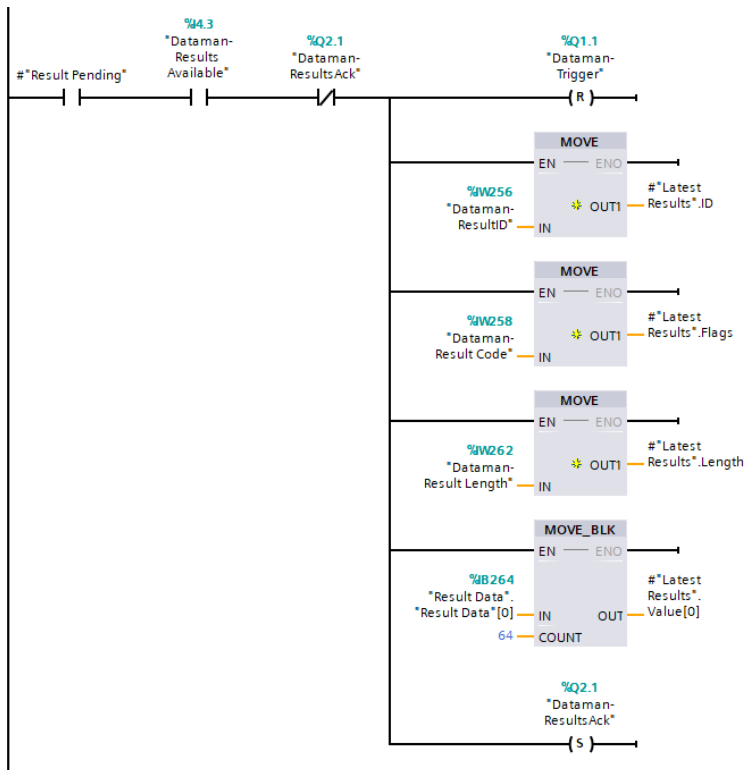 %I4.3
"Dataman-
Results
Available"
%Q2.1
"Dataman-
ResultsAck"
%Q1.1
"Dataman-
Trigger"
#"Result Pending"
R
MOVE
EN
ENO
%IW256
"Dataman-
ResultID"
IN
OUT1
#"Latest
Results".ID
MOVE
EN
ENO
%IW258
"Dataman-
Result Code"
IN
OUT1
#"Latest
Results".Flags
MOVE
EN
ENO
%IW262
"Dataman-
Result Length"
IN
OUT1
#"Latest
Results".Length
MOVE_BLK
EN
ENO
%IB264
"Result Data".
"Result Data"[0]
IN
64
COUNT
OUT
#"Latest
Results".
Value[0]
%Q2.1
"Dataman-
ResultsAck"
S